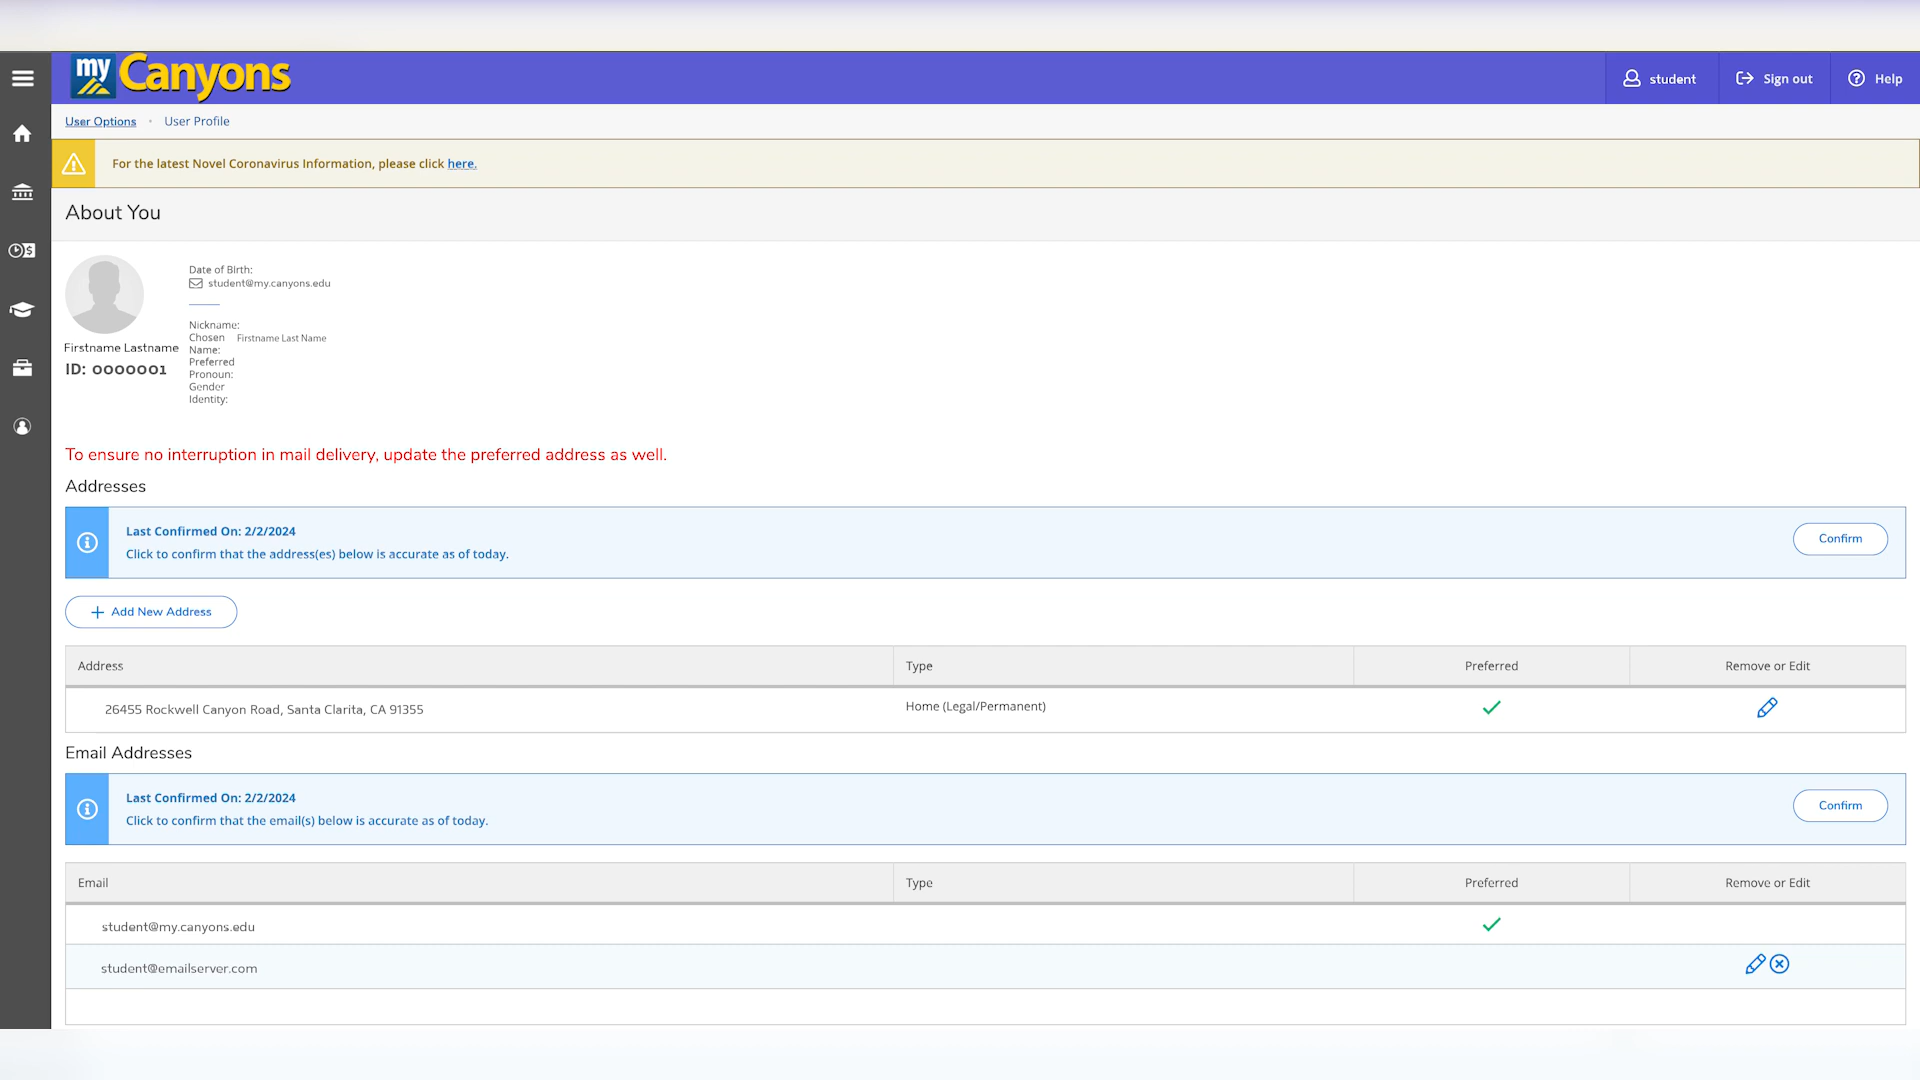 my Canyons
student
Sign out
Help
User Options · User Profile
For the latest Novel Coronavirus Information, please click here.
About You
Date of Birth:
student@my.canyons.edu
Nickname:
Chosen Name: Firstname Last Name
Preferred Pronoun:
Gender Identity:
Firstname Lastname
ID: 0000001
To ensure no interruption in mail delivery, update the preferred address as well.
Addresses
Last Confirmed On: 2/2/2024
Click to confirm that the address(es) below is accurate as of today.
Confirm
Add New Address
Address Type Preferred Remove or Edit
26455 Rockwell Canyon Road, Santa Clarita, CA 91355 Home (Legal/Permanent)
Email Addresses
Last Confirmed On: 2/2/2024
Click to confirm that the email(s) below is accurate as of today.
Confirm
Email Type Preferred Remove or Edit
student@my.canyons.edu
student@emailserver.com